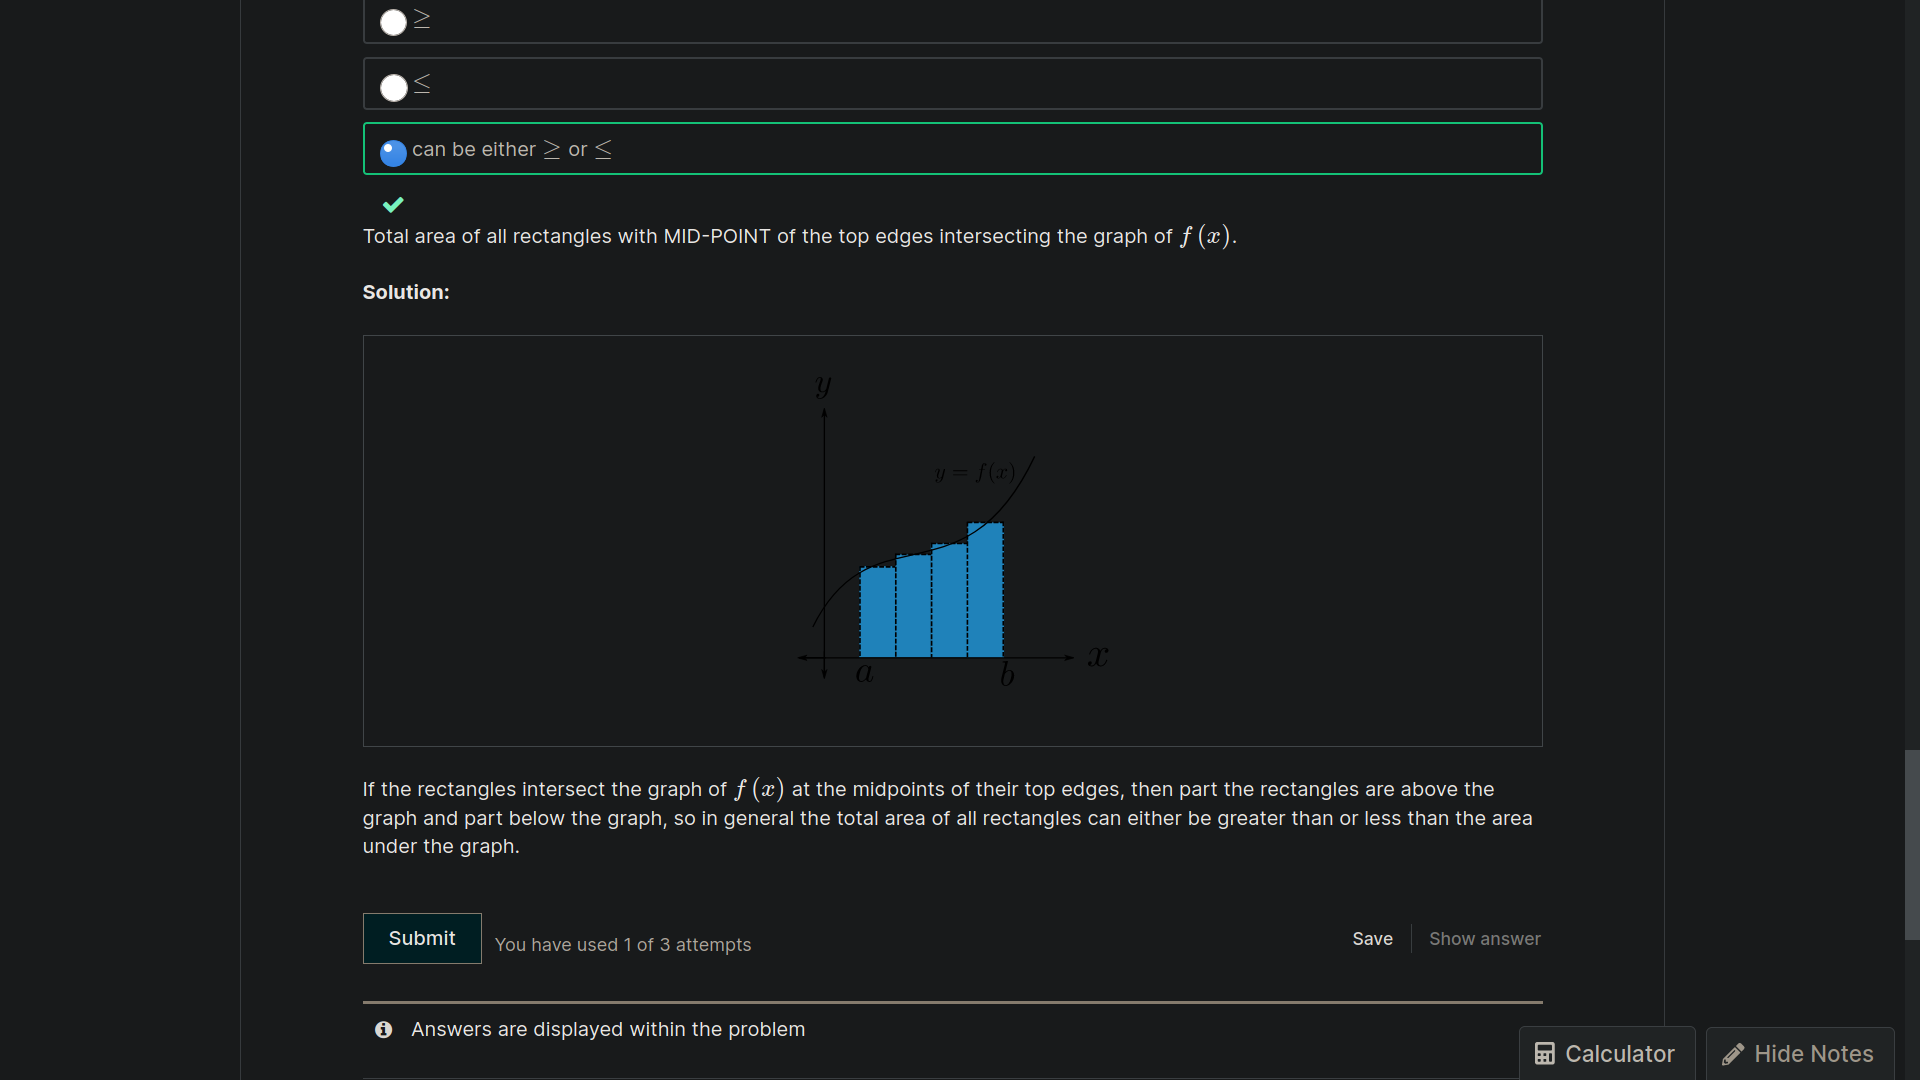 ≥
≤
can be either ≥ or ≤
Total area of all rectangles with MID-POINT of the top edges intersecting the graph of f (x).
Solution:
y
y = f(x)
x
a
b
If the rectangles intersect the graph of f (x) at the midpoints of their top edges, then part the rectangles are above the
graph and part below the graph, so in general the total area of all rectangles can either be greater than or less than the area
under the graph.
Submit
You have used 1 of 3 attempts
Save
Show answer
Answers are displayed within the problem
Calculator
Hide Notes